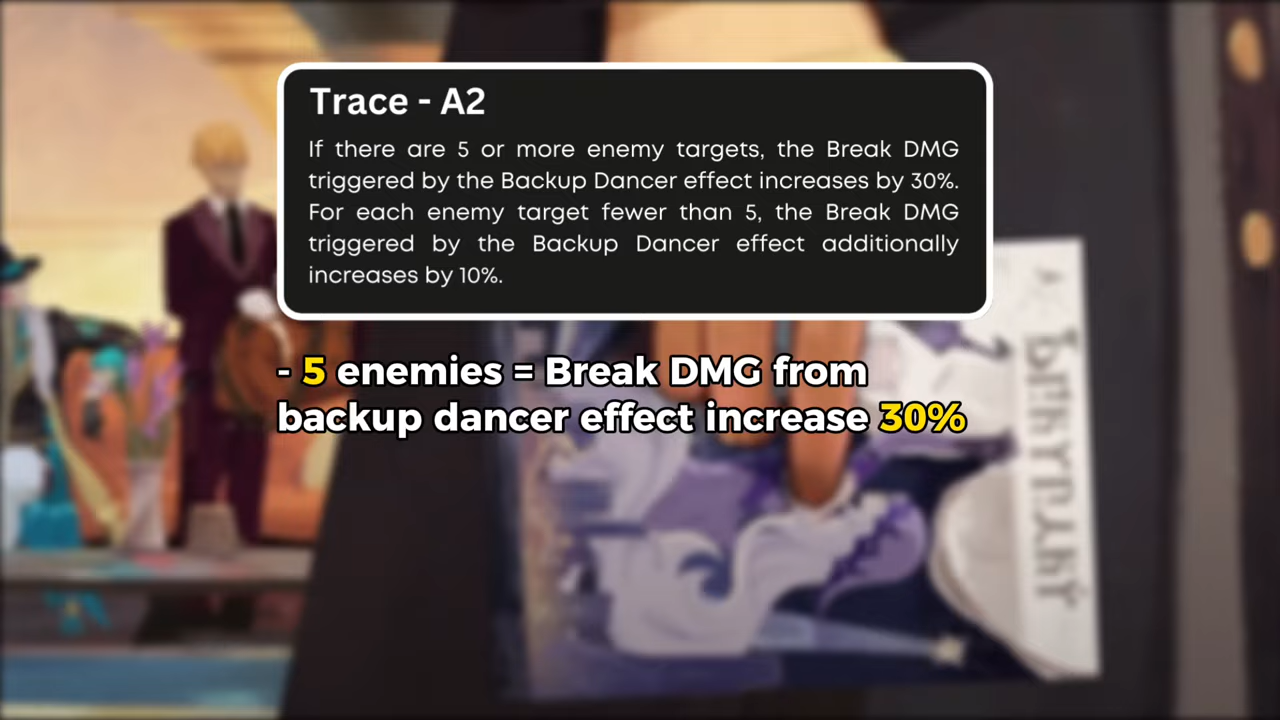 Trace - A2
If there are 5 or more enemy targets, the Break DMG
triggered by the Backup Dancer effect increases by 30%.
For each enemy target fewer than 5, the Break DMG
triggered by the Backup Dancer effect additionally
increases by 10%.
- 5 enemies = Break DMG from
backup dancer effect increase 30%